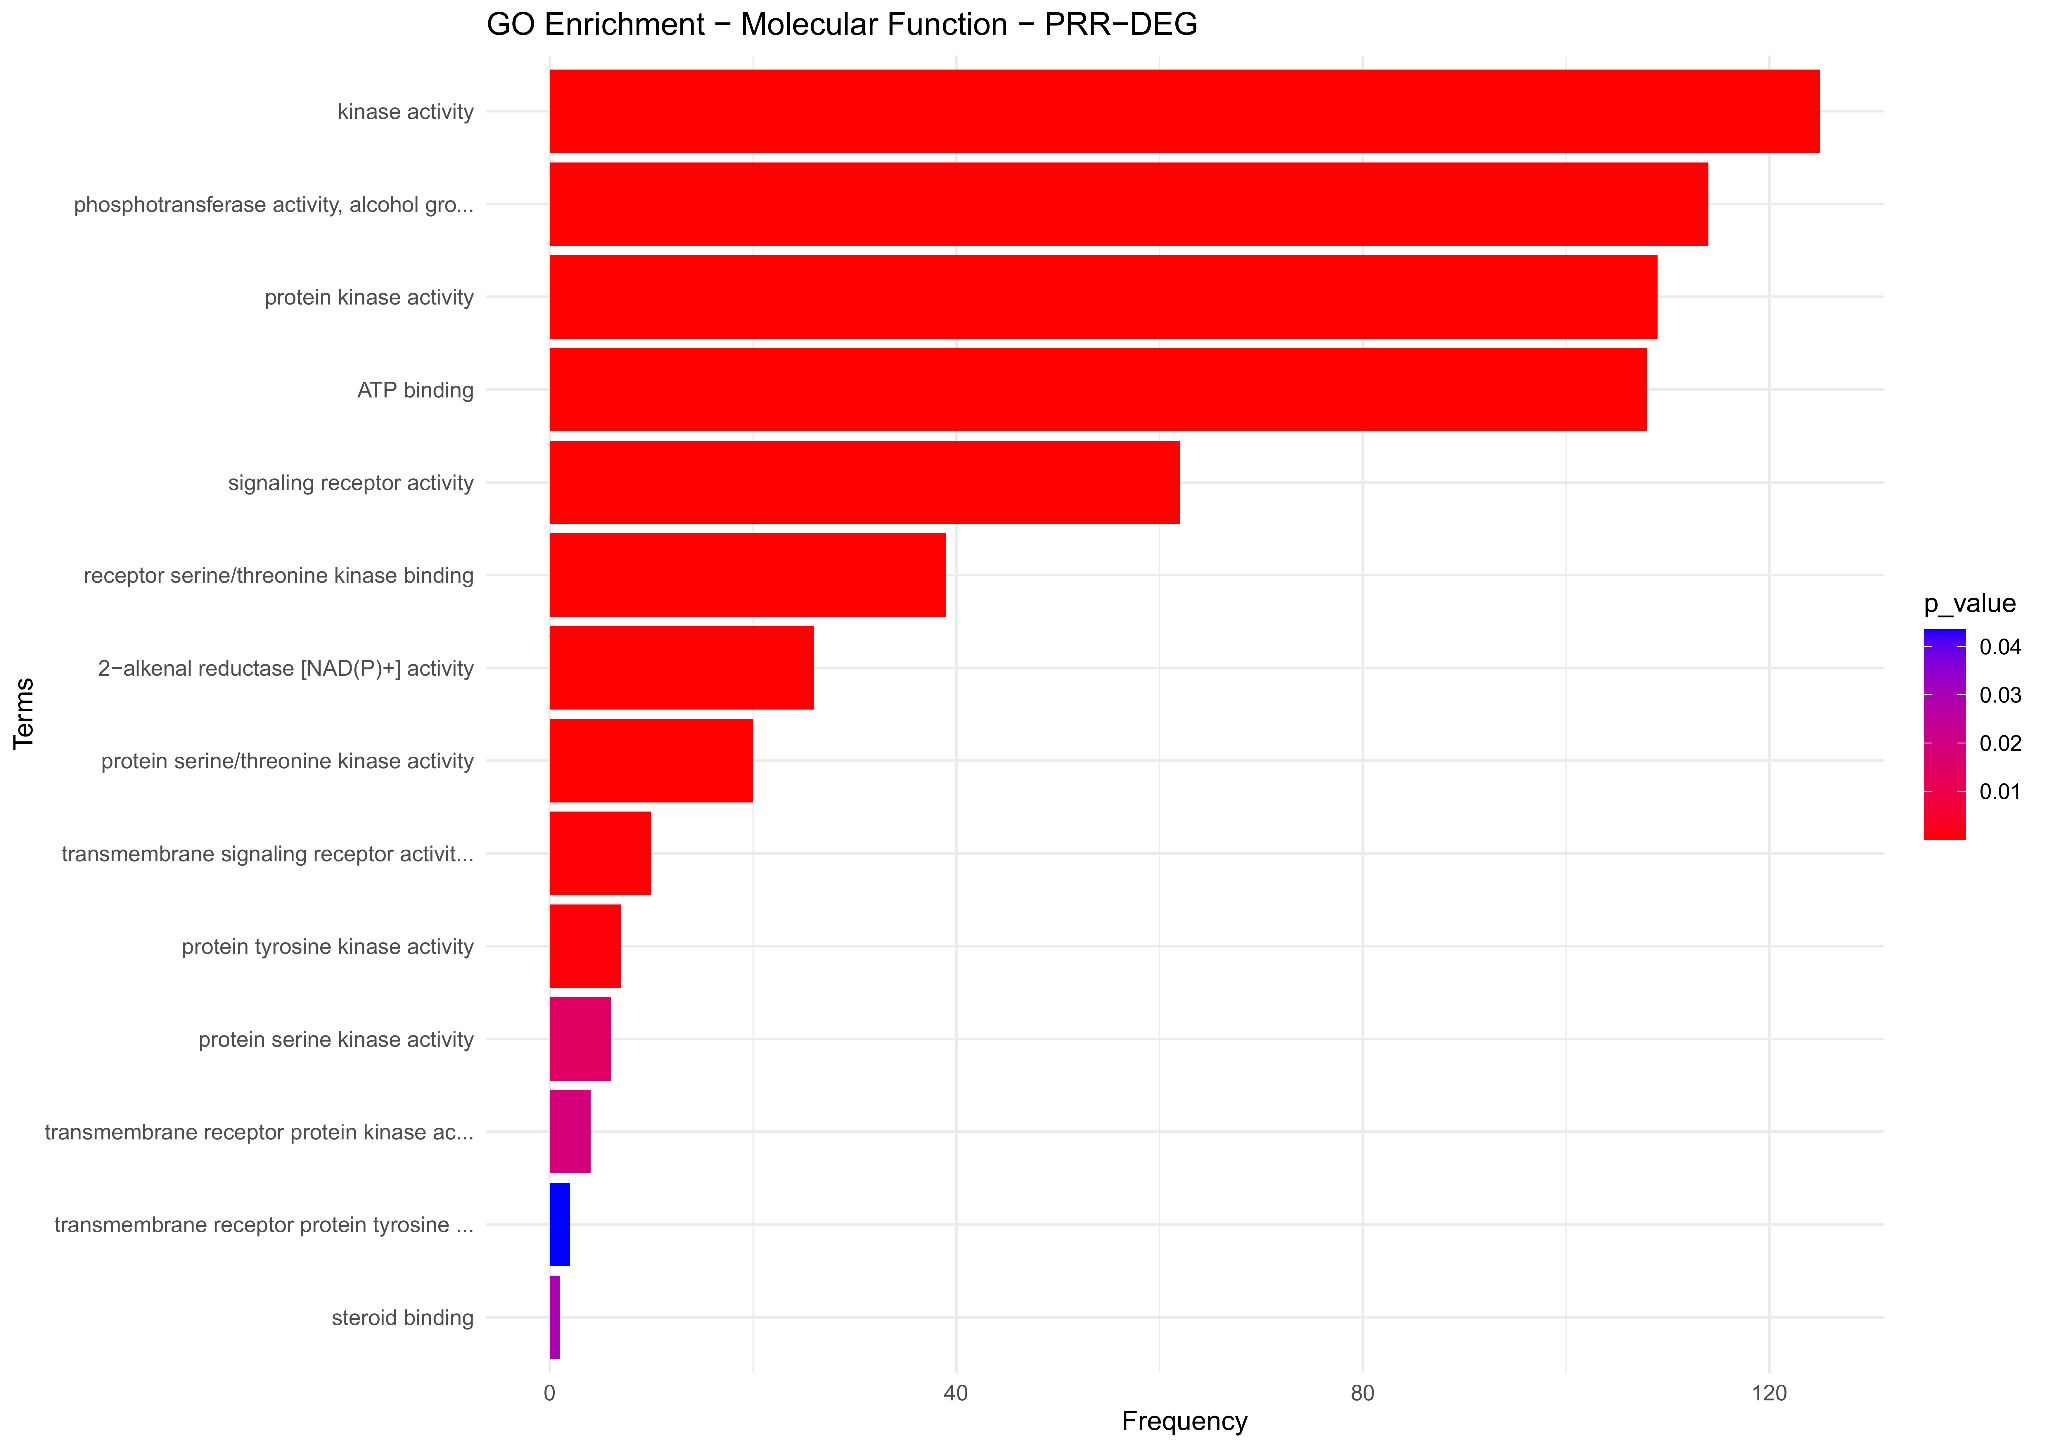 GO Enrichment − Molecular Function − PRR−DEG
kinase activity
phosphotransferase activity, alcohol gro...
protein kinase activity
ATP binding
signaling receptor activity
receptor serine/threonine kinase binding
2−alkenal reductase [NAD(P)+] activity
protein serine/threonine kinase activity
transmembrane signaling receptor activit...
protein tyrosine kinase activity
protein serine kinase activity
transmembrane receptor protein kinase ac...
transmembrane receptor protein tyrosine ...
steroid binding
Terms
0 40 80 120
Frequency
p_value
0.04
0.03
0.02
0.01